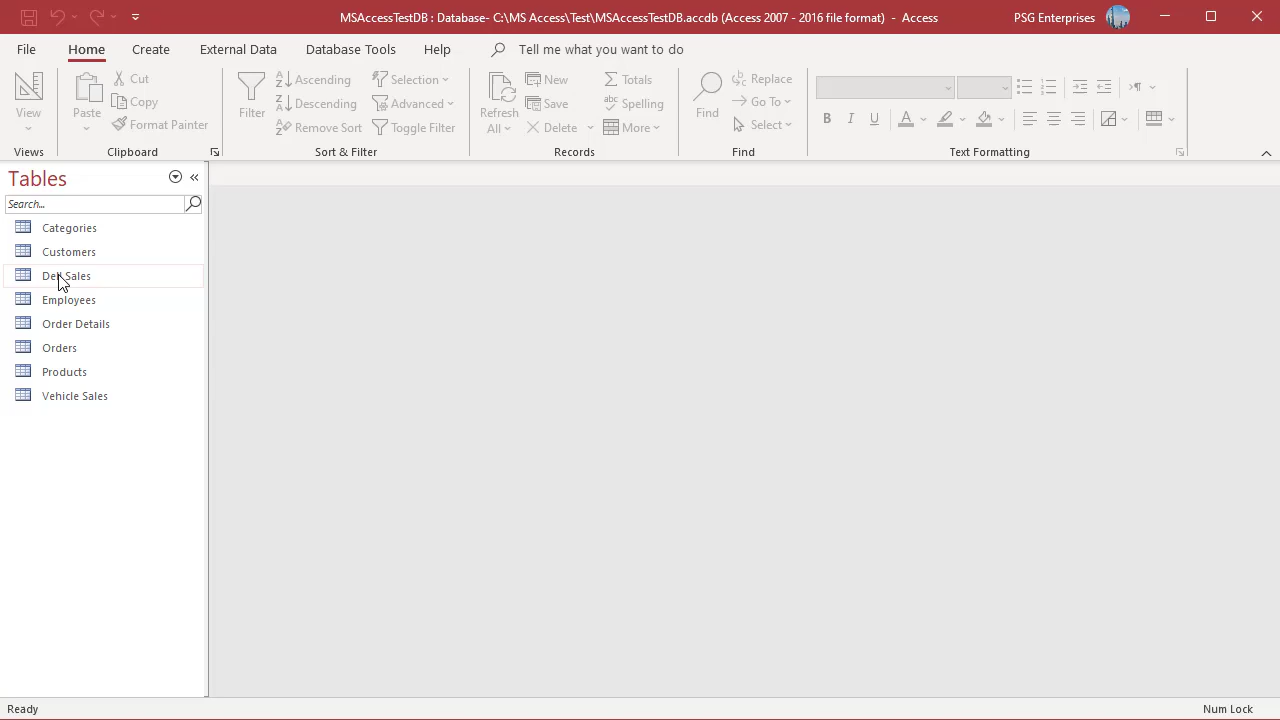 MSAccessTestDB : Database- C:\MS Access\Test\MSAccessTestDB.accdb (Access 2007 - 2016 file format) - Access
PSG Enterprises
File Home Create External Data Database Tools Help Tell me what you want to do
View
Views
Paste
Cut
Copy
Format Painter
Clipboard
Filter
Ascending
Descending
Remove Sort
Selection
Advanced
Toggle Filter
Sort & Filter
Refresh
All
New
Save
Delete
Totals
Spelling
More
Records
Find
Replace
Go To
Select
Find
B I U
Text Formatting
Tables
Search...
Categories
Customers
Dell Sales
Employees
Order Details
Orders
Products
Vehicle Sales
Ready
Num Lock